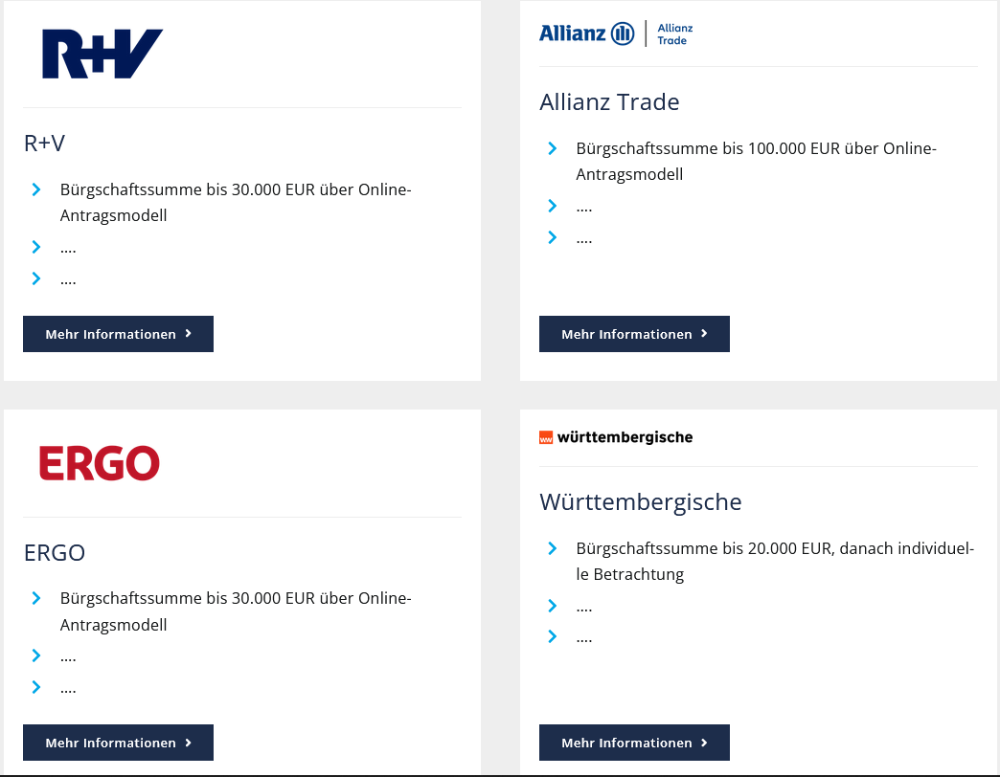 R+V
R+V
Bürgschaftssumme bis 30.000 EUR über Online-
Antragsmodell
....
....
Mehr Informationen
Allianz
Allianz
Trade
Allianz Trade
Bürgschaftssumme bis 100.000 EUR über Online-
Antragsmodell
....
....
Mehr Informationen
ERGO
ERGO
Bürgschaftssumme bis 30.000 EUR über Online-
Antragsmodell
....
....
Mehr Informationen
ww württembergische
Württembergische
Bürgschaftssumme bis 20.000 EUR, danach individuel-
le Betrachtung
....
....
Mehr Informationen